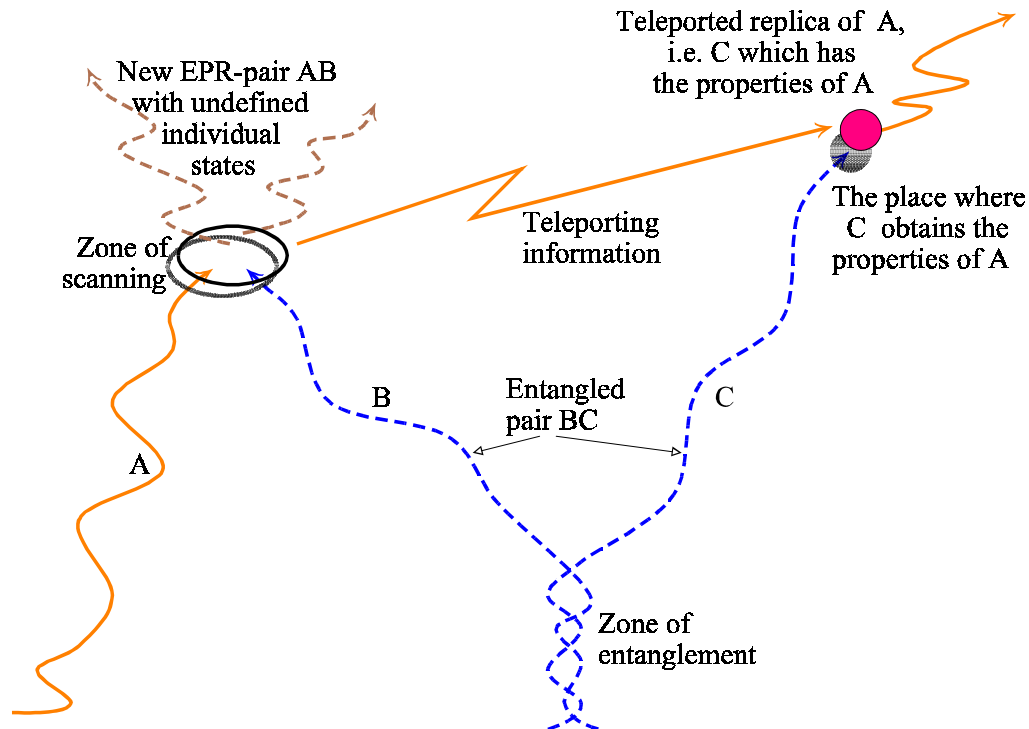 Teleported replica of A,
i.e. C which has
the properties of A
New EPR-pair AB
with undefined
individual
states
The place where
C obtains the
properties of A
Teleporting
information
Zone of
scanning
Entangled
pair BC
B
C
A
Zone of
entanglement